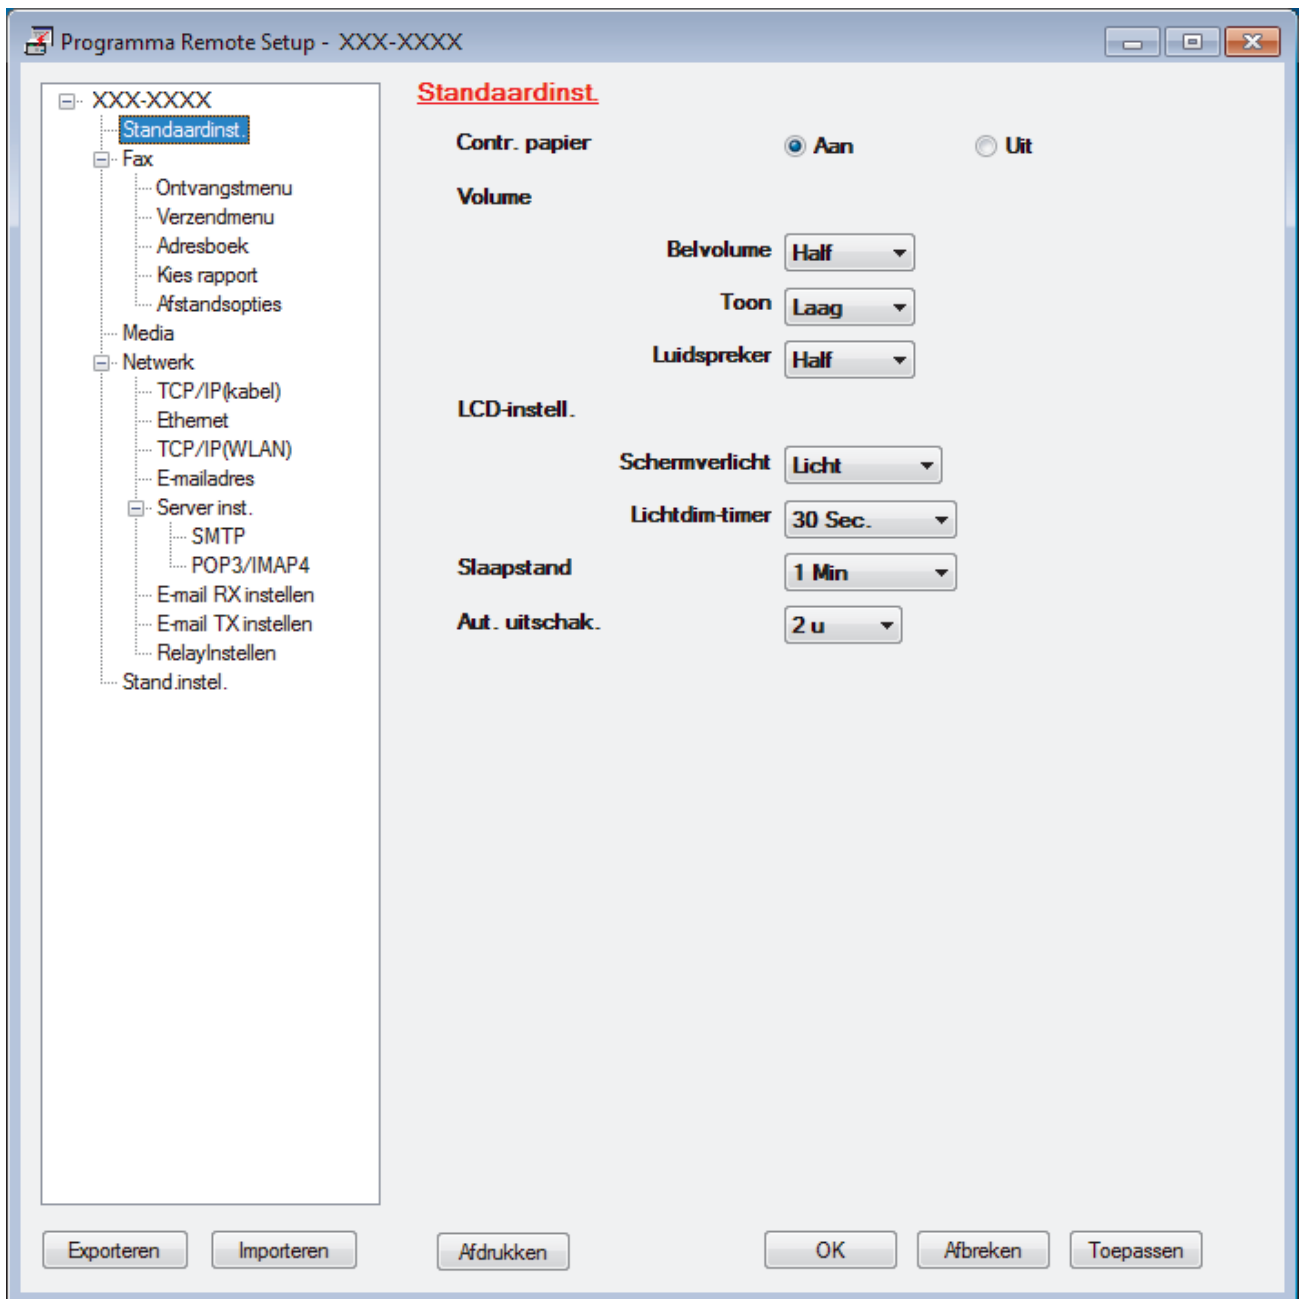 Programma Remote Setup - XXX-XXXX
XXX-XXXX
Standaardinst.
Fax
Ontvangstmenu
Verzendmenu
Adresboek
Kies rapport
Afstandsopties
Media
Netwerk
TCP/IP(kabel)
Ethernet
TCP/IP(WLAN)
E-mailadres
Server inst.
SMTP
POP3/IMAP4
E-mail RX instellen
E-mail TX instellen
RelayInstellen
Stand.instel.
Standaardinst.
Contr. papier Aan Uit
Volume
Belvolume Half
Toon Laag
Luidspreker Half
LCD-instell.
Schermverlicht Licht
Lichtdim-timer 30 Sec.
Slaapstand 1 Min
Aut. uitschak. 2 u
Exporteren Importeren Afdrukken OK Afbreken Toepassen